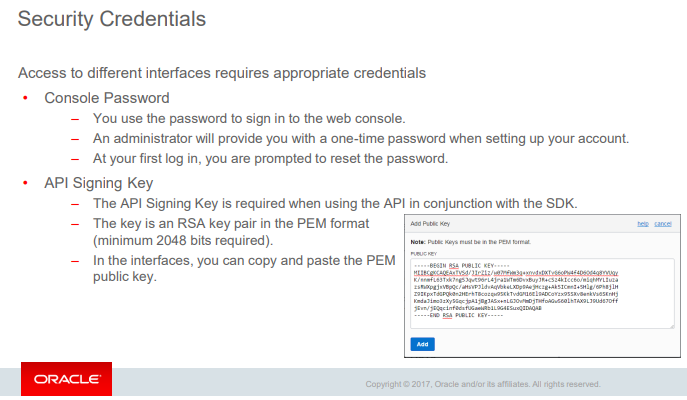 Security Credentials
Access to different interfaces requires appropriate credentials
• Console Password
– You use the password to sign in to the web console.
– An administrator will provide you with a one-time password when setting up your account.
– At your first log in, you are prompted to reset the password.
• API Signing Key
– The API Signing Key is required when using the API in conjunction with the SDK.
– The key is an RSA key pair in the PEM format
(minimum 2048 bits required).
– In the interfaces, you can copy and paste the PEM
public key.
Add Public Key
help cancel
Note: Public Keys must be in the PEM format.
PUBLIC KEY
-----BEGIN RSA PUBLIC KEY-----
-----END RSA PUBLIC KEY-----
Add
ORACLE
Copyright © 2017, Oracle and/or its affiliates. All rights reserved.